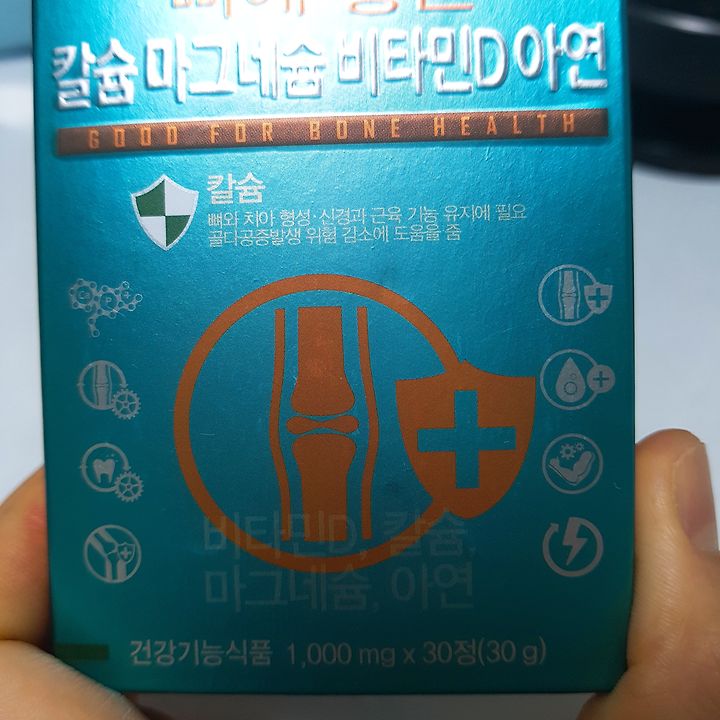 칼슘 마그네슘 비타민D 아연
GOOD FOR BONE HEALTH
칼슘
뼈와 치아 형성·신경과 근육 기능 유지에 필요
골다공증발생 위험 감소에 도움을 줌
비타민D, 칼슘,
마그네슘, 아연
건강기능식품 1,000 mg x 30정(30 g)